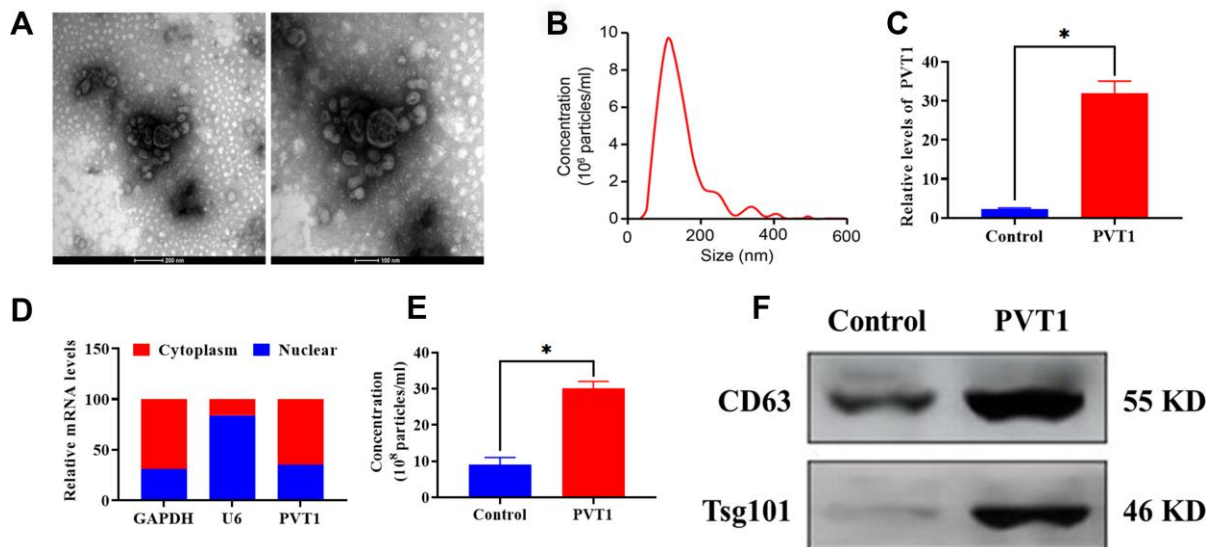 A
200 nm
100 nm
B
Concentration
(10⁶ particles/ml)
10
8
6
4
2
0
0 200 400 600
Size (nm)
C
*
Relative levels of PVT1
40
30
20
10
0
Control PVT1
D
Cytoplasm Nuclear
Relative mRNA levels
150
100
50
0
GAPDH U6 PVT1
E
*
Concentration
(10⁸ particles/ml)
40
30
20
10
0
Control PVT1
F
Control PVT1
CD63 55 KD
Tsg101 46 KD